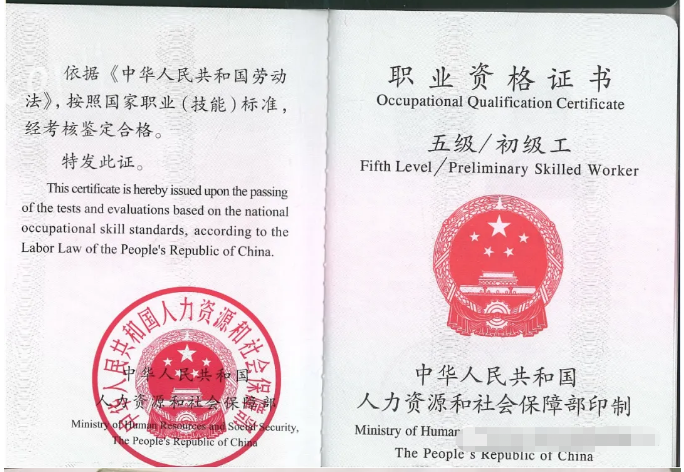 依据《中华人民共和国劳动
法》,按照国家职业(技能)标准,
经考核鉴定合格。
特发此证。
This certificate is hereby issued upon the passing
of the tests and evaluations based on the national
occupational skill standards, according to the
Labor Law of the People's Republic of China.
中华人民共和国人力资源和社会保障部
中华人民共和国
人力资源和社会保障部
Ministry of Human Resources and Social Security,
The People's Republic of China
职业资格证书
Occupational Qualification Certificate
五级/初级工
Fifth Level/Preliminary Skilled Worker
中华人民共和国
人力资源和社会保障部印制
Ministry of Human
The People's Republic of China